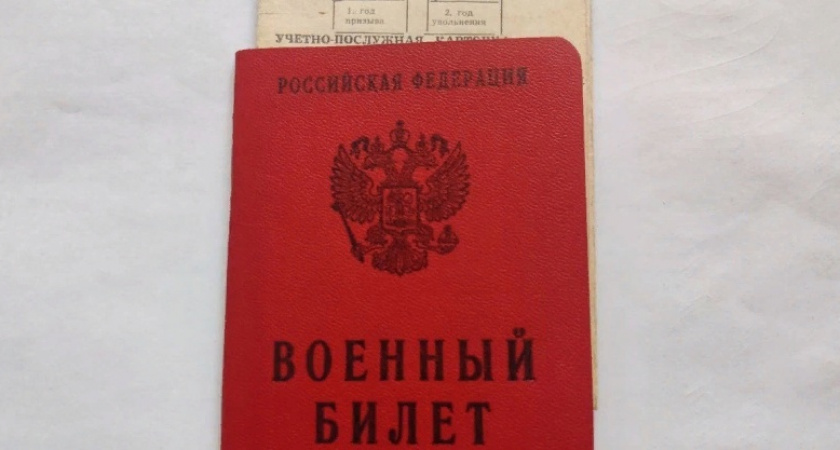 1. год
призыва
2. год
увольнения
УЧЕТНО-ПОСЛУЖНАЯ
РОССИЙСКАЯ ФЕДЕРАЦИЯ
ВОЕННЫЙ
БИЛЕТ